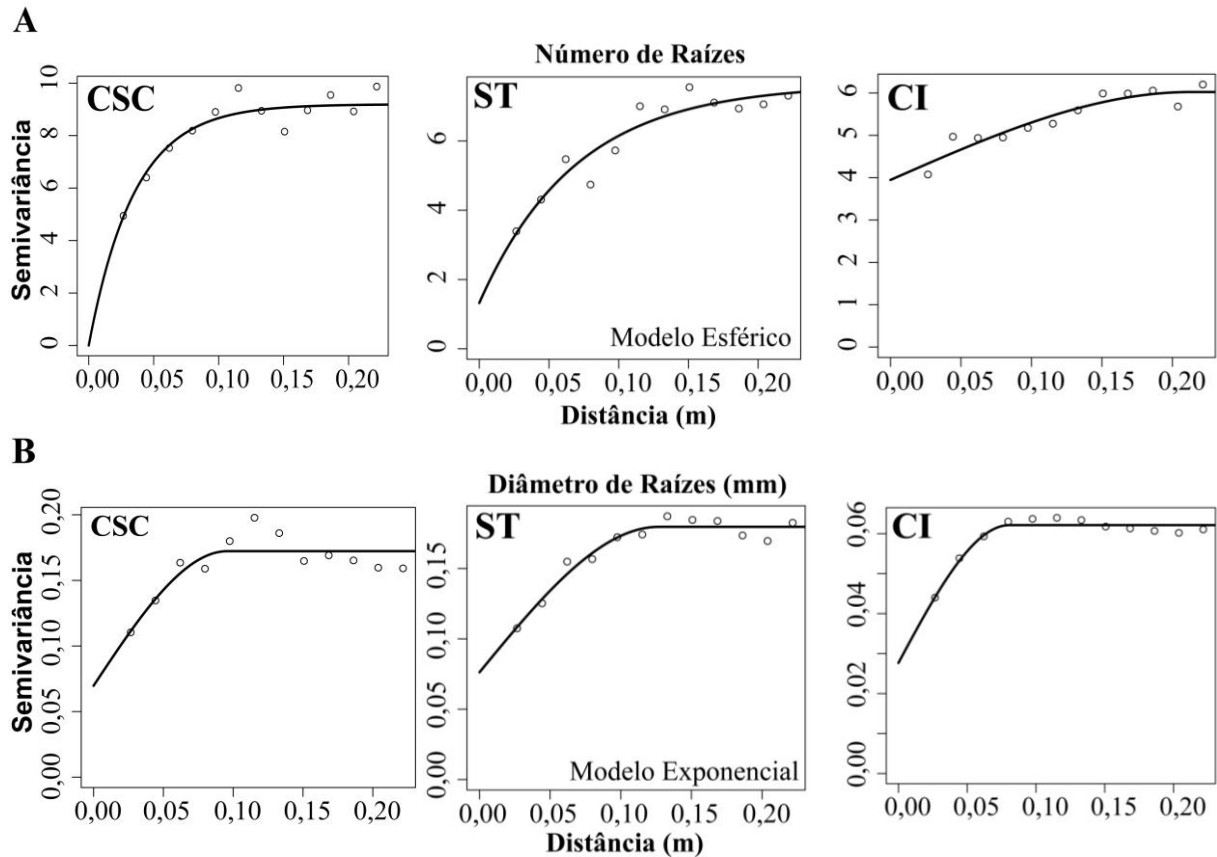 A
Número de Raízes
Semivariância
CSC
0 2 4 6 8 10
0,00 0,05 0,10 0,15 0,20
ST
0 2 4 6
Modelo Esférico
0,00 0,05 0,10 0,15 0,20
CI
0 1 2 3 4 5 6
0,00 0,05 0,10 0,15 0,20
Distância (m)
B
Diâmetro de Raízes (mm)
Semivariância
CSC
0,00 0,05 0,10 0,15 0,20
0,00 0,05 0,10 0,15 0,20
ST
0,00 0,05 0,10 0,15
Modelo Exponencial
0,00 0,05 0,10 0,15 0,20
CI
0,00 0,02 0,04 0,06
0,00 0,05 0,10 0,15 0,20
Distância (m)